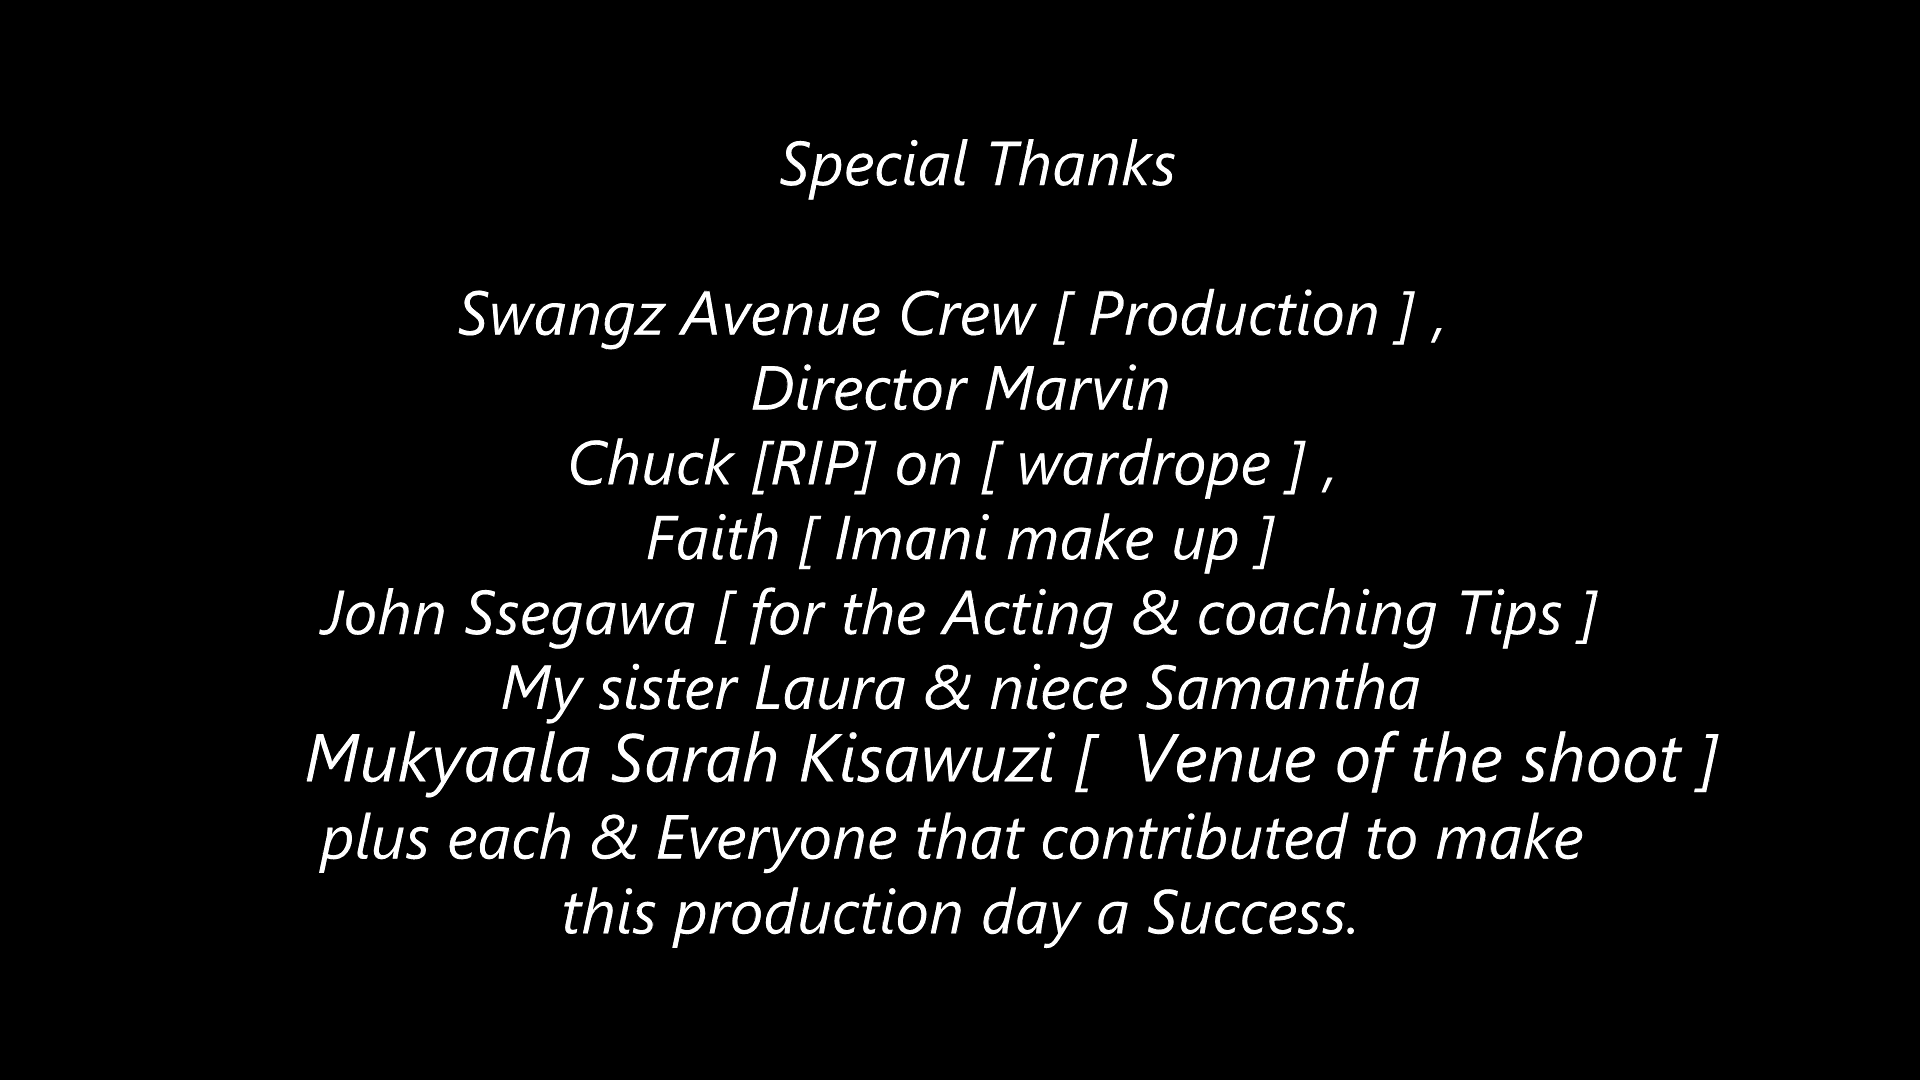 Special Thanks
Swangz Avenue Crew [ Production ] ,
Director Marvin
Chuck [RIP] on [ wardrope ] ,
Faith [ Imani make up ]
John Ssegawa [ for the Acting & coaching Tips ]
My sister Laura & niece Samantha
Mukyaala Sarah Kisawuzi [  Venue of the shoot ]
plus each & Everyone that contributed to make
this production day a Success.